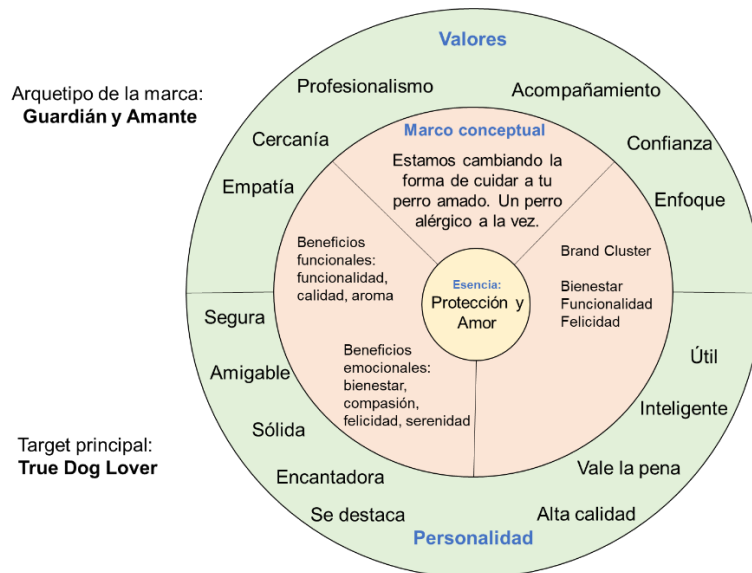 Valores
Profesionalismo
Acompañamiento
Arquetipo de la marca:
Guardián y Amante
Cercanía
Confianza
Empatía
Enfoque
Marco conceptual
Estamos cambiando la
forma de cuidar a tu
perro amado. Un perro
alérgico a la vez.
Beneficios
funcionales:
funcionalidad,
calidad, aroma
Brand Cluster
Bienestar
Funcionalidad
Felicidad
Esencia:
Protección y
Amor
Beneficios
emocionales:
bienestar,
compasión,
felicidad, serenidad
Segura
Amigable
Sólida
Encantadora
Se destaca
Útil
Inteligente
Vale la pena
Alta calidad
Personalidad
Target principal:
True Dog Lover